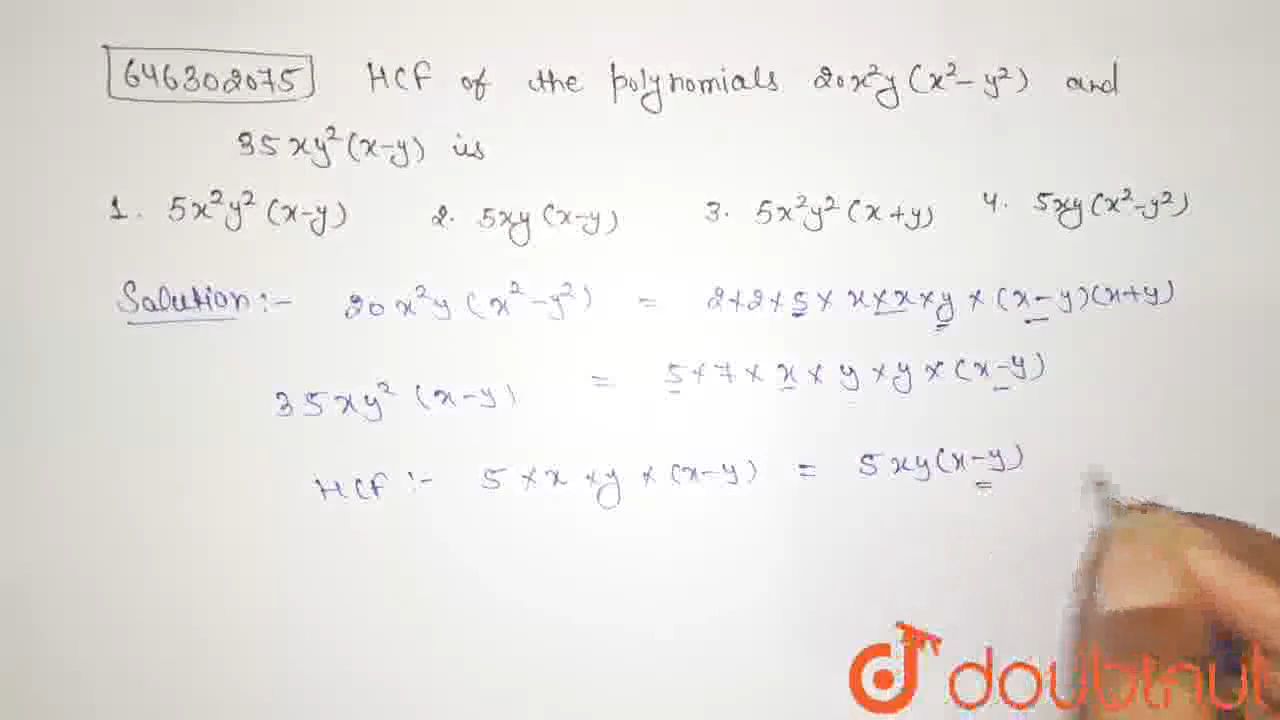 646302075 HCF of the polynomials 20x²y(x²-y²) and
35xy²(x-y) is
1. 5x²y²(x-y) 2. 5xy(x-y) 3. 5x²y²(x+y) 4. 5xy(x²-y²)
Solution:- 20x²y(x²-y²) = 2×2×5×x×x×y×(x-y)(x+y)
35xy²(x-y) = 5×7×x×y×y×(x-y)
HCF:- 5×x×y×(x-y) = 5xy(x-y)
doubtnut